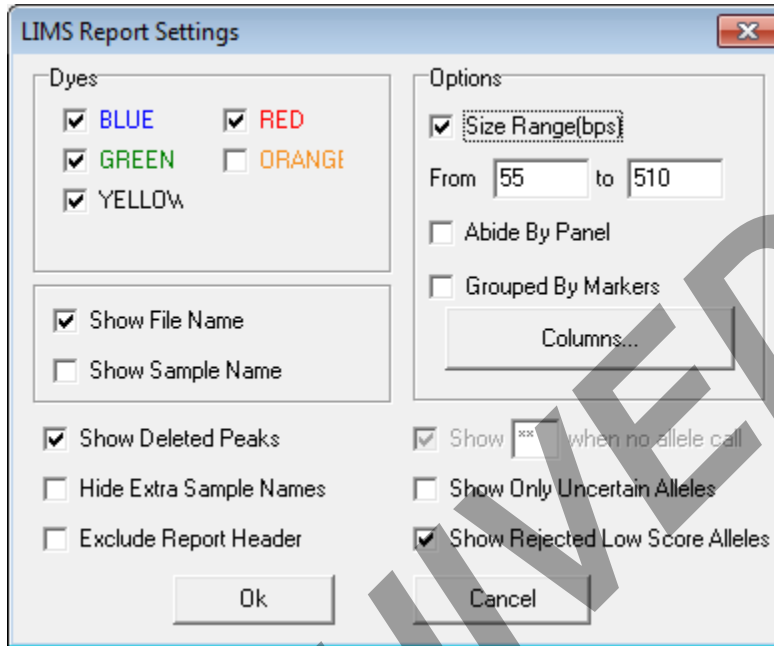 LIMS Report Settings
Dyes
BLUE
RED
GREEN
ORANGE
YELLOW
Show File Name
Show Sample Name
Options
Size Range(bps)
From 55 to 510
Abide By Panel
Grouped By Markers
Columns...
Show Deleted Peaks
Hide Extra Sample Names
Exclude Report Header
Show ** when no allele call
Show Only Uncertain Alleles
Show Rejected Low Score Alleles
Ok
Cancel